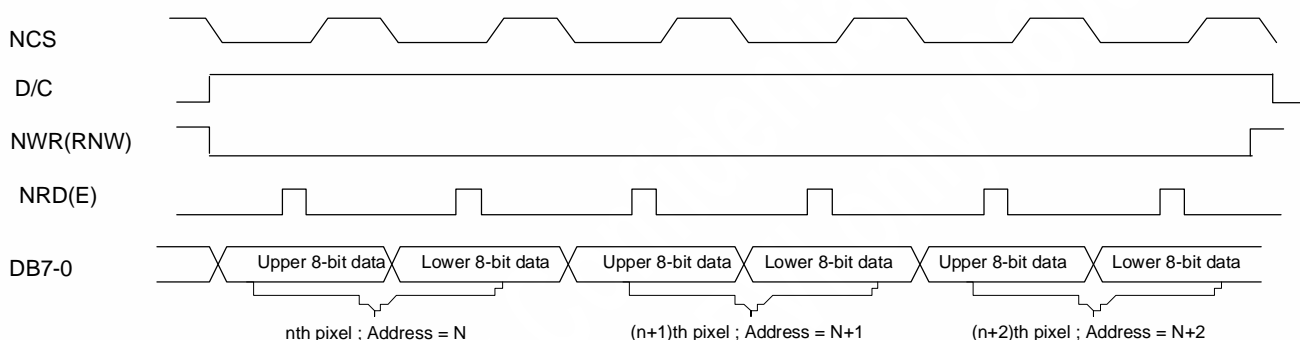 NCS
D/C
NWR(RNW)
NRD(E)
DB7-0
Upper 8-bit data Lower 8-bit data Upper 8-bit data Lower 8-bit data Upper 8-bit data Lower 8-bit data
nth pixel ; Address = N (n+1)th pixel ; Address = N+1 (n+2)th pixel ; Address = N+2